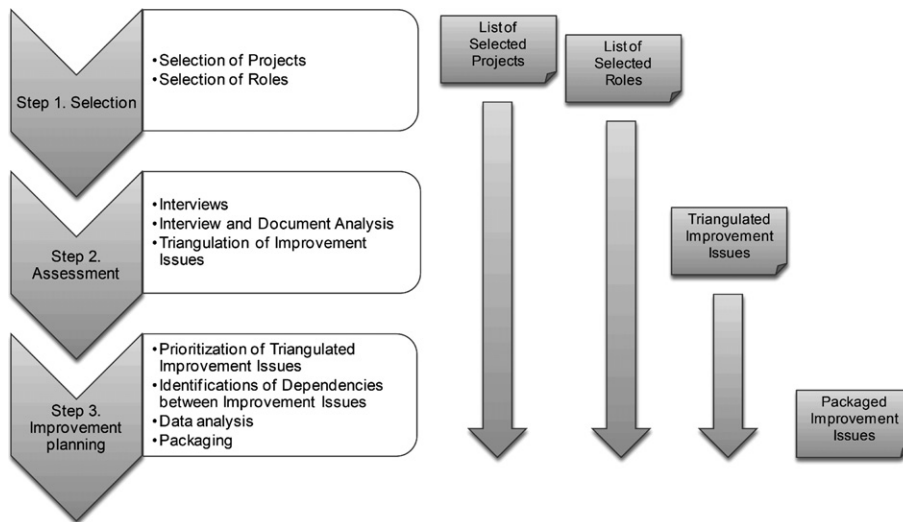 Step 1. Selection
•Selection of Projects
•Selection of Roles
List of
Selected
Projects
List of
Selected
Roles
Step 2.
Assessment
•Interviews
•Interview and Document Analysis
•Triangulation of Improvement
Issues
Triangulated
Improvement
Issues
Step 3.
Improvement
planning
•Prioritization of Triangulated
Improvement Issues
•Identifications of Dependencies
between Improvement Issues
•Data analysis
•Packaging
Packaged
Improvement
Issues